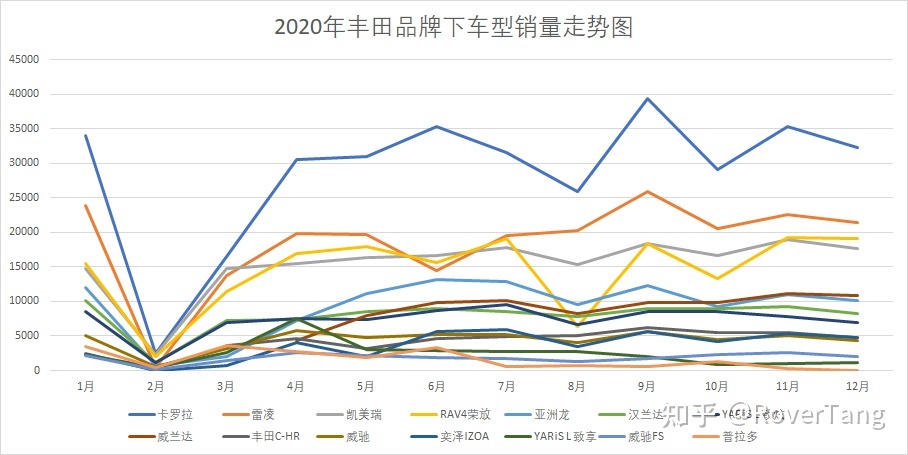 2020年丰田品牌下车型销量走势图
45000
40000
35000
30000
25000
20000
15000
10000
5000
0
1月 2月 3月 4月 5月 6月 7月 8月 9月 10月 11月 12月
卡罗拉 雷凌 凯美瑞 RAV4荣放 亚洲龙 汉兰达 YARiS L
威兰达 丰田C-HR 威驰 奕泽IZOA YARiS L 致享 威驰FS 普拉多
知乎 @RoverTang